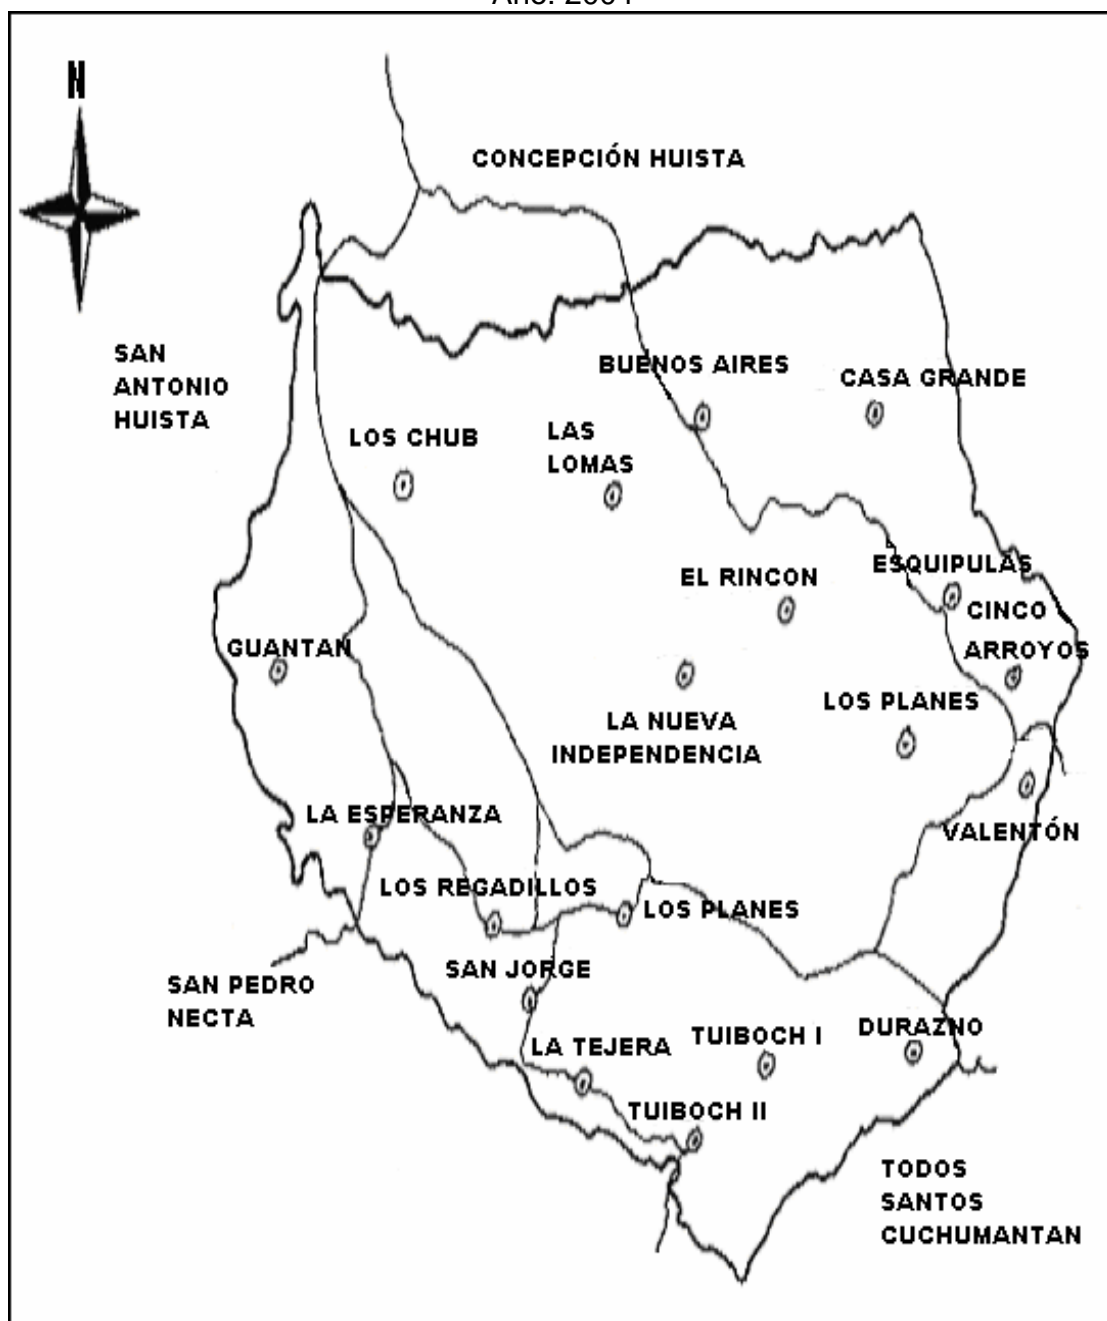 N
CONCEPCIÓN HUISTA
SAN
ANTONIO
HUISTA
BUENOS AIRES
CASA GRANDE
LOS CHUB
LAS
LOMAS
EL RINCON
ESQUIPULAS
CINCO
ARROYOS
GUANTAN
LOS PLANES
LA NUEVA
INDEPENDENCIA
LA ESPERANZA
VALENTÓN
LOS REGADILLOS
LOS PLANES
SAN JORGE
SAN PEDRO
NECTA
LA TEJERA
TUIBOCH I
DURAZNO
TUIBOCH II
TODOS
SANTOS
CUCHUMANTAN